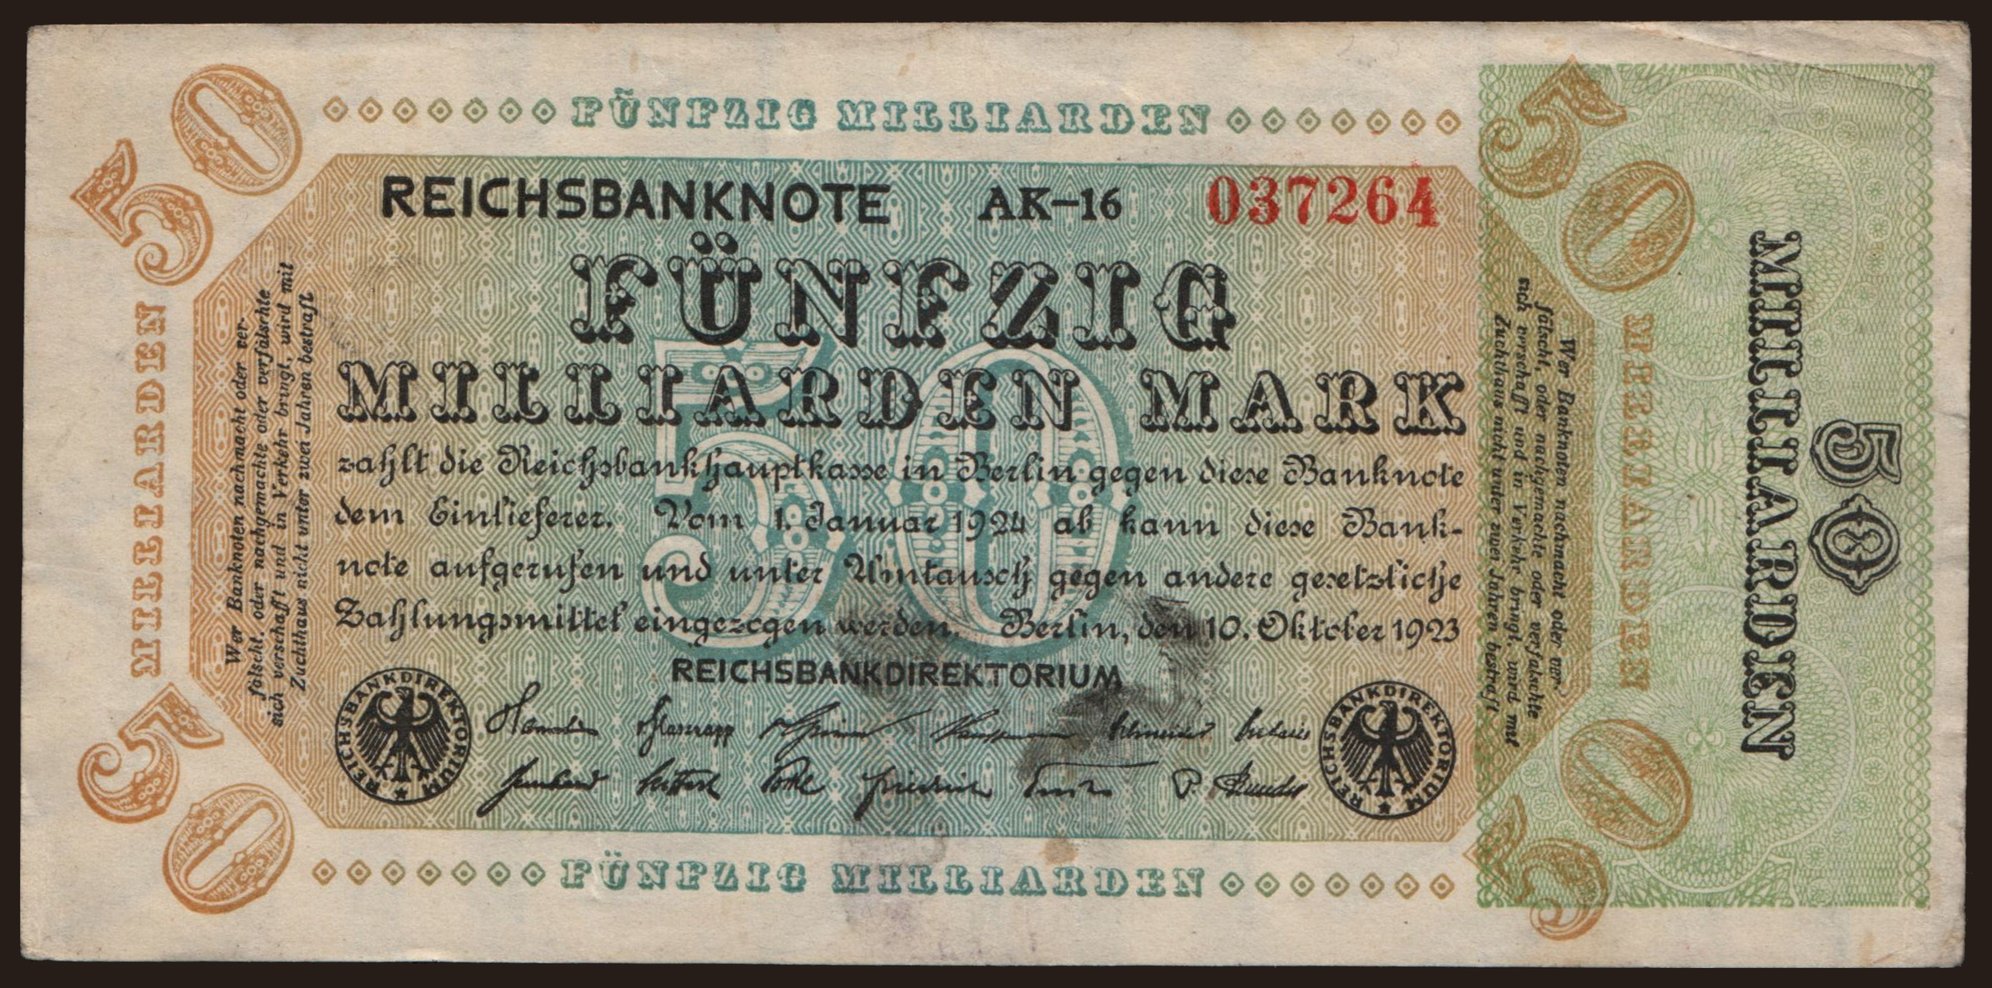 FÜNFZIG MILLIARDEN
50
MILLIARDEN
50
Wer Banknoten nachmacht oder ver-
fälscht, oder nachgemachte oder verfälschte
sich verschafft und in Verkehr bringt, wird mit
Zuchthaus nicht unter zwei Jahren bestraft
REICHSBANKNOTE AK-16 037264
FÜNFZIG
MILLIARDEN MARK
50
zahlt die Reichsbankhauptkasse in Berlin gegen diese Banknote
dem Einlieferer. Vom 1. Januar 1924 ab kann diese Bank-
note aufgerufen und unter Umtausch gegen andere gesetzliche
Zahlungsmittel eingezogen werden. Berlin, den 10. Oktober 1923
REICHSBANKDIREKTORIUM
REICHSBANKDIREKTORIUM
REICHSBANKDIREKTORIUM
FÜNFZIG MILLIARDEN
50
Wer Banknoten nachmacht oder ver-
fälscht, oder nachgemachte oder verfälschte
sich verschafft und in Verkehr bringt, wird mit
Zuchthaus nicht unter zwei Jahren bestraft
MILLIARDEN
50
50
MILLIARDEN